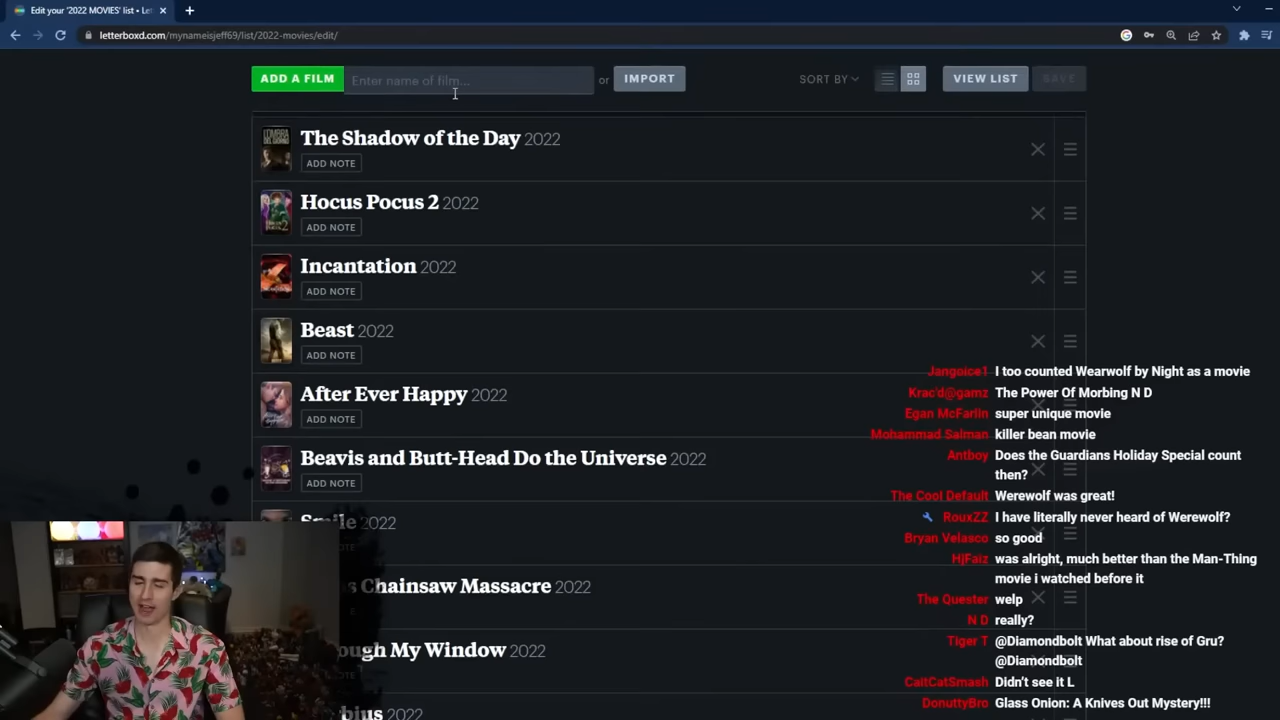 Edit your '2022 MOVIES' list • Let
letterboxd.com/mynameisjeff69/list/2022-movies/edit/
ADD A FILM Enter name of film... or IMPORT SORT BY VIEW LIST SAVE
The Shadow of the Day 2022
ADD NOTE
Hocus Pocus 2 2022
ADD NOTE
Incantation 2022
ADD NOTE
Beast 2022
ADD NOTE
After Ever Happy 2022
ADD NOTE
Beavis and Butt-Head Do the Universe 2022
ADD NOTE
Smile 2022
Chainsaw Massacre 2022
ugh My Window 2022
bius 2022
Jangoice1 I too counted Wearwolf by Night as a movie
Krac'd@gamz The Power Of Morbing N D
Egan McFarlin super unique movie
Mohammad Salman killer bean movie
Antboy Does the Guardians Holiday Special count
then?
The Cool Default Werewolf was great!
RouxZZ I have literally never heard of Werewolf?
Bryan Velasco so good
HjFaiz was alright, much better than the Man-Thing
movie i watched before it
The Quester welp
N D really?
Tiger T @Diamondbolt What about rise of Gru?
@Diamondbolt
CaitCatSmash Didn't see it L
DonuttyBro Glass Onion: A Knives Out Mystery!!!